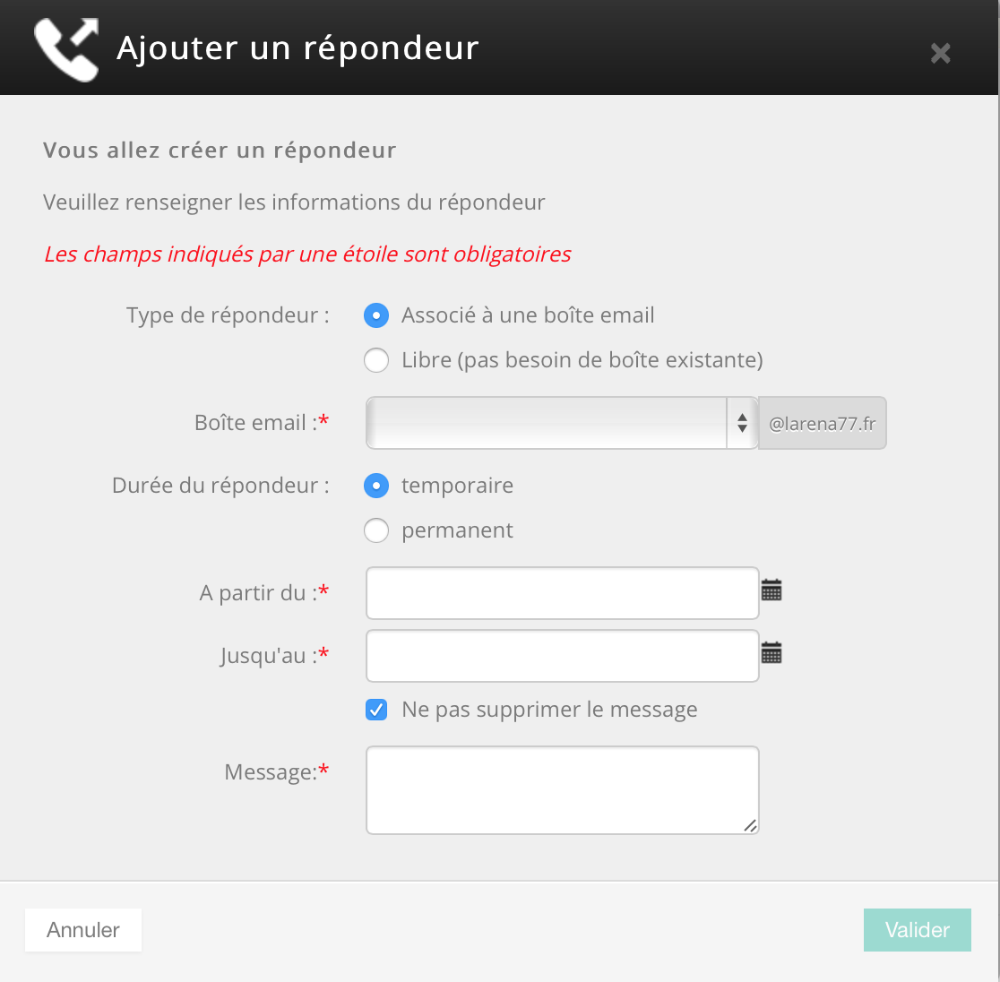 Ajouter un répondeur
Vous allez créer un répondeur
Veuillez renseigner les informations du répondeur
Les champs indiqués par une étoile sont obligatoires
Type de répondeur :
Associé à une boîte email
Libre (pas besoin de boîte existante)
Boîte email :*
@larena77.fr
Durée du répondeur :
temporaire
permanent
A partir du :*
Jusqu'au :*
Ne pas supprimer le message
Message:*
Annuler
Valider